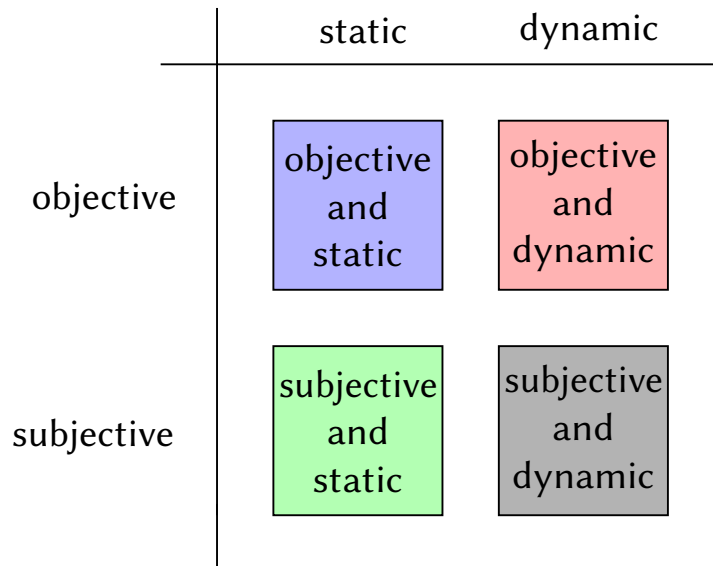 static dynamic
objective
objective
and
static
objective
and
dynamic
subjective
subjective
and
static
subjective
and
dynamic